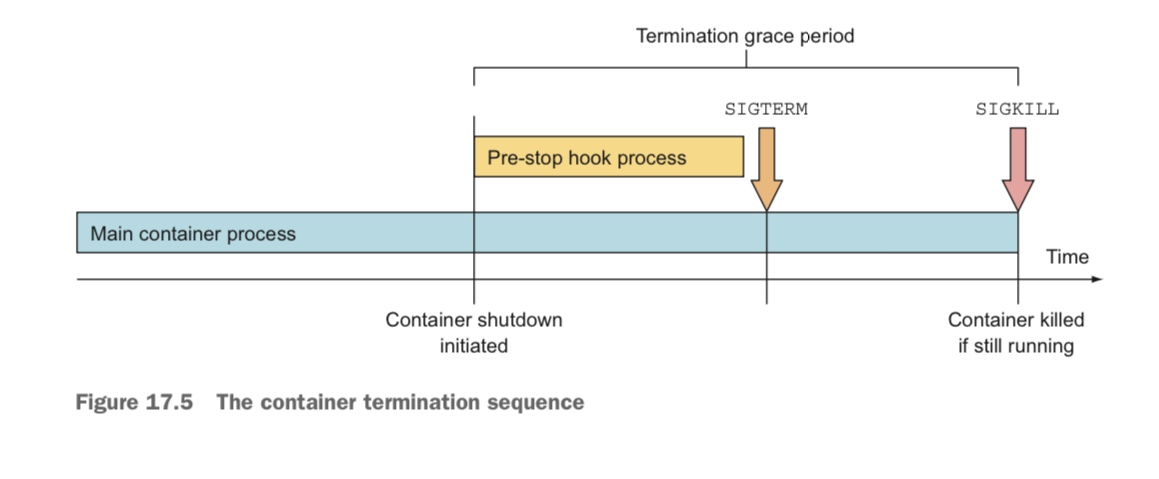 Termination grace period
SIGTERM
SIGKILL
Pre-stop hook process
Main container process
Time
Container shutdown
initiated
Container killed
if still running
Figure 17.5 The container termination sequence